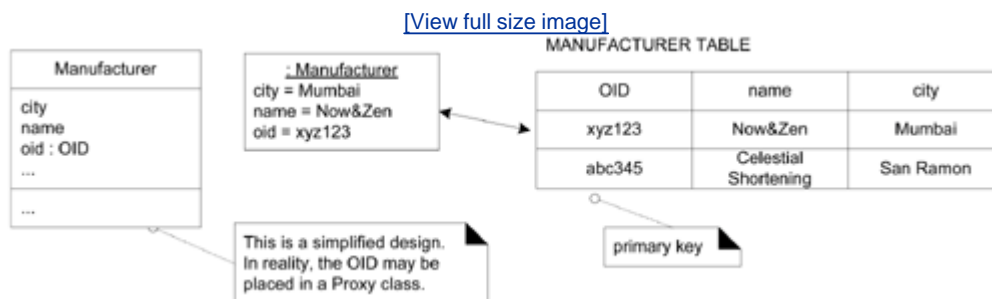 [View full size image]
MANUFACTURER TABLE
Manufacturer
city
name
oid : OID
...
...
: Manufacturer
city = Mumbai
name = Now&Zen
oid = xyz123
OID name city
xyz123 Now&Zen Mumbai
abc345 Celestial Shortening San Ramon
This is a simplified design.
In reality, the OID may be
placed in a Proxy class.
primary key